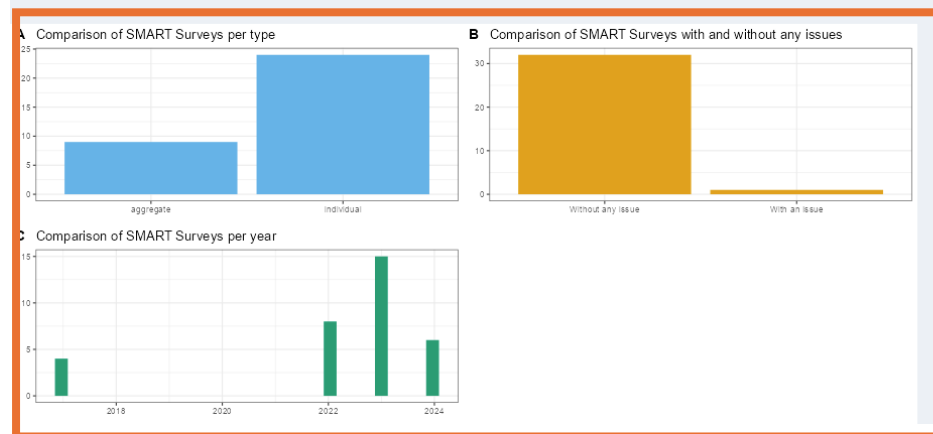 A Comparison of SMART Surveys per type
25
20
15
10
5
0
aggregate individual
B Comparison of SMART Surveys with and without any issues
30
20
10
0
Without any issue With an issue
C Comparison of SMART Surveys per year
15
10
5
0
2018 2020 2022 2024